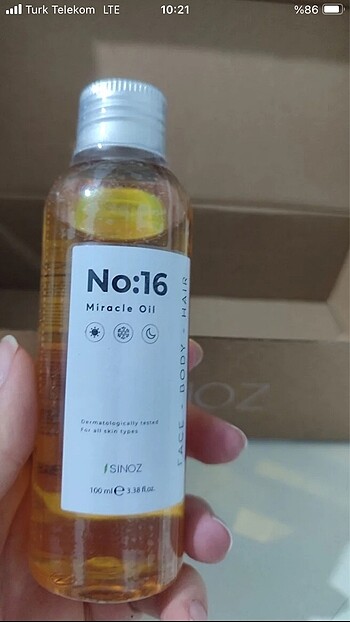 Turk Telekom LTE 10:21 %86
No:16
Miracle Oil
FACE - BODY - HAIR
Dermatologically tested
For all skin types
SINOZ
100 ml e 3.38 fl.oz.
NOZ